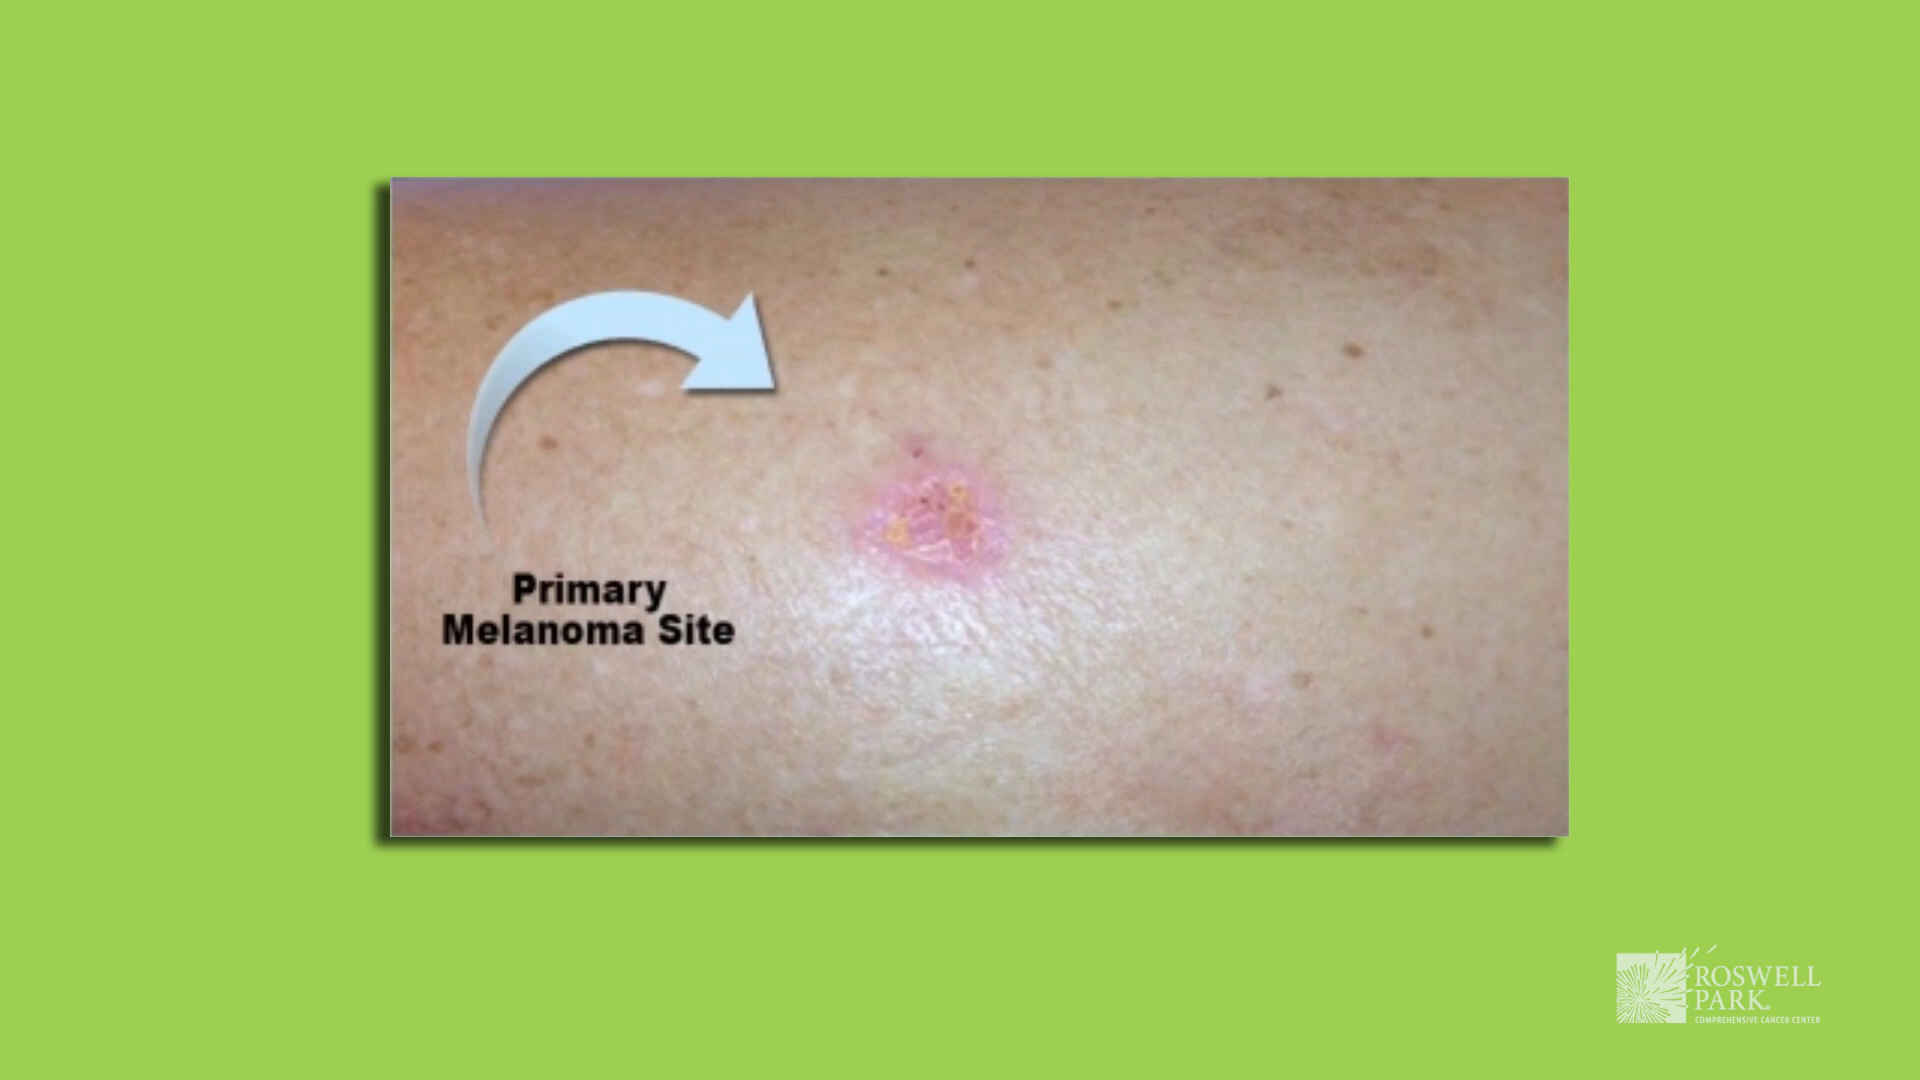 Primary
Melanoma Site
ROSWELL
PARK®
COMPREHENSIVE CANCER CENTER